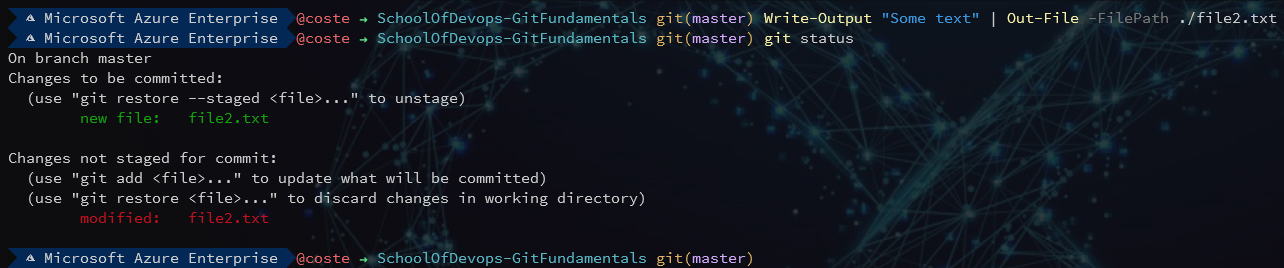 Microsoft Azure Enterprise @coste → SchoolOfDevops-GitFundamentals git(master) Write-Output "Some text" | Out-File -FilePath ./file2.txt
Microsoft Azure Enterprise @coste → SchoolOfDevops-GitFundamentals git(master) git status
On branch master
Changes to be committed:
  (use "git restore --staged <file>..." to unstage)
        new file:   file2.txt

Changes not staged for commit:
  (use "git add <file>..." to update what will be committed)
  (use "git restore <file>..." to discard changes in working directory)
        modified:   file2.txt

Microsoft Azure Enterprise @coste → SchoolOfDevops-GitFundamentals git(master)